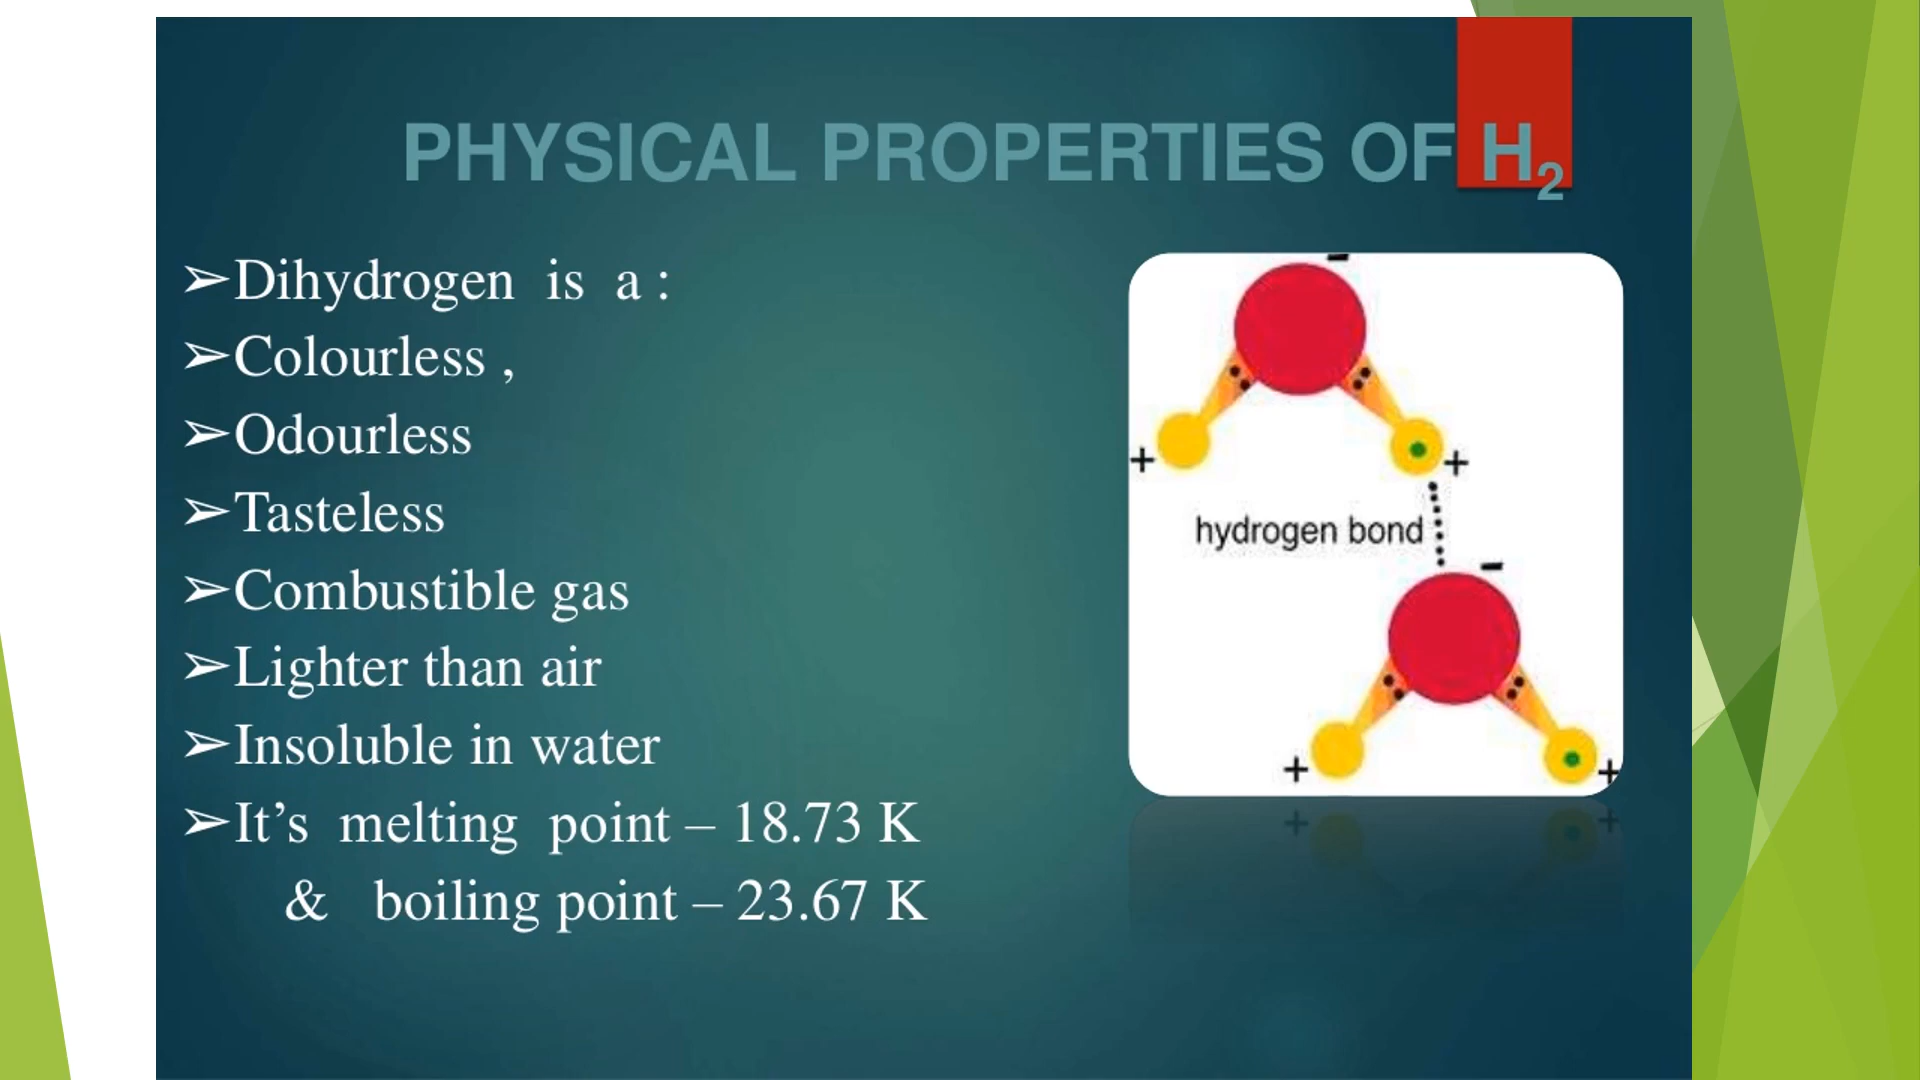 PHYSICAL PROPERTIES OF H₂
➢Dihydrogen is a :
➢Colourless ,
➢Odourless
➢Tasteless
➢Combustible gas
➢Lighter than air
➢Insoluble in water
➢It’s melting point – 18.73 K
& boiling point – 23.67 K
-
+ +
hydrogen bond
-
+ +
+ +